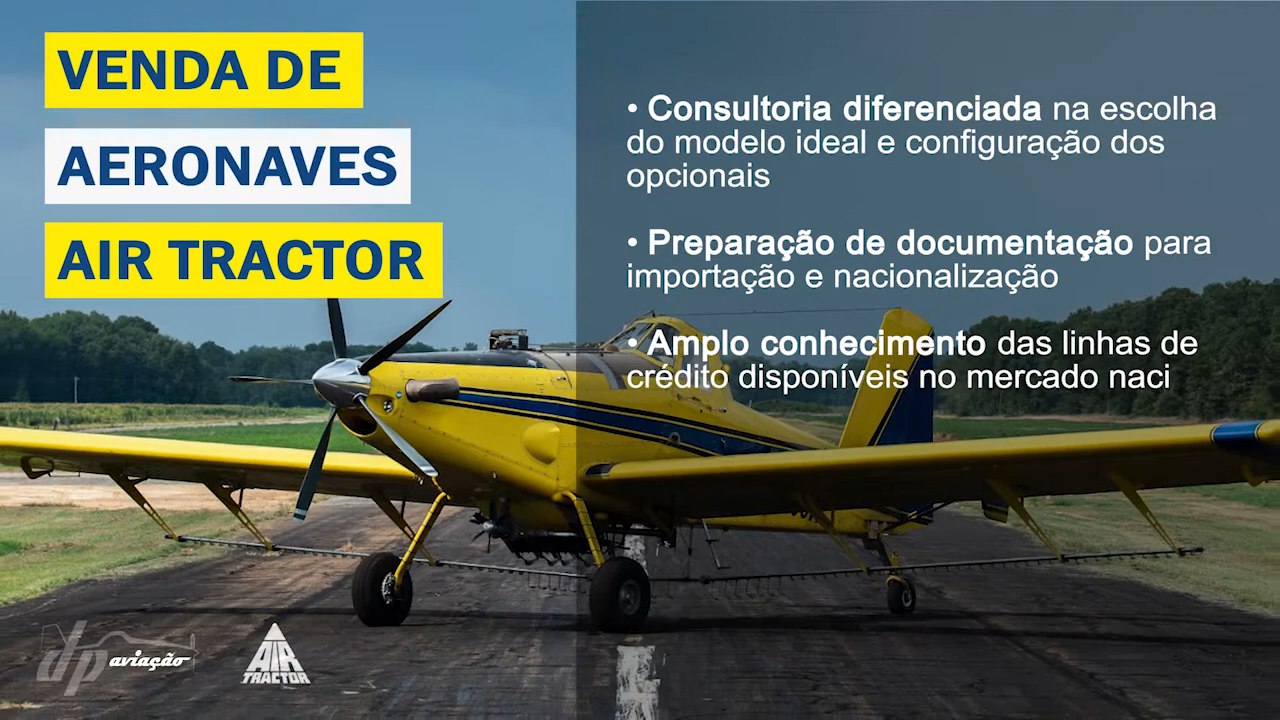 VENDA DE
AERONAVES
AIR TRACTOR
• Consultoria diferenciada na escolha
do modelo ideal e configuração dos
opcionais
• Preparação de documentação para
importação e nacionalização
• Amplo conhecimento das linhas de
crédito disponíveis no mercado naci
dp aviação
AIR
TRACTOR